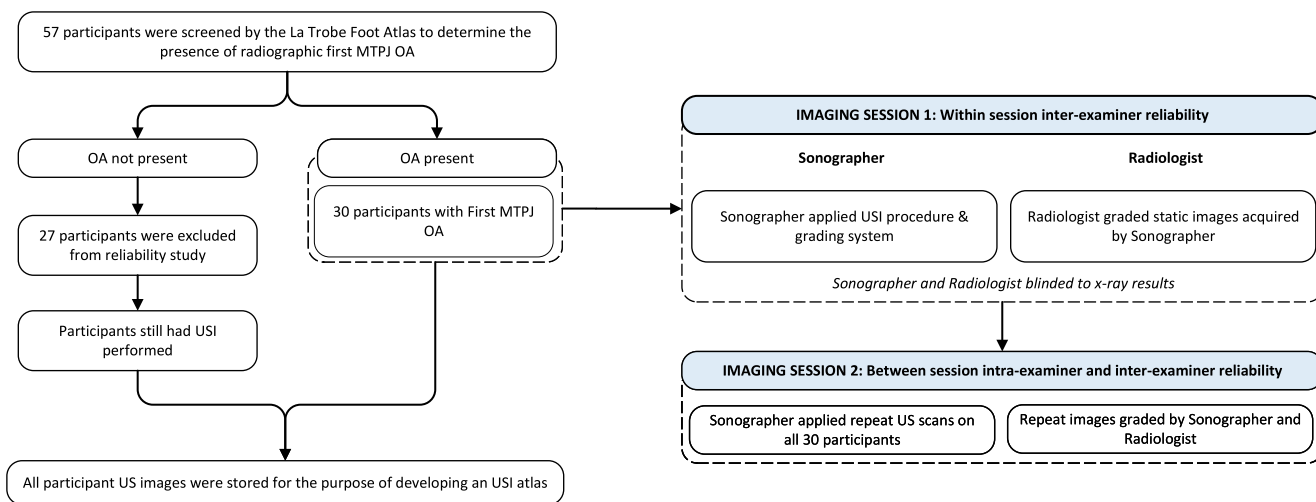 57 participants were screened by the La Trobe Foot Atlas to determine the
presence of radiographic first MTPJ OA
OA not present
OA present
30 participants with First MTPJ
OA
27 participants were excluded
from reliability study
Participants still had USI
performed
All participant US images were stored for the purpose of developing an USI atlas
IMAGING SESSION 1: Within session inter-examiner reliability
Sonographer
Radiologist
Sonographer applied USI procedure &
grading system
Radiologist graded static images acquired
by Sonographer
Sonographer and Radiologist blinded to x-ray results
IMAGING SESSION 2: Between session intra-examiner and inter-examiner reliability
Sonographer applied repeat US scans on
all 30 participants
Repeat images graded by Sonographer and
Radiologist